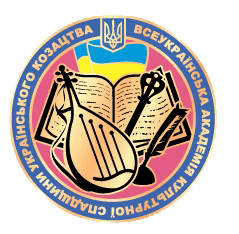 ВСЕУКРАЇНСЬКА АКАДЕМІЯ КУЛЬТУРНОЇ СПАДЩИНИ УКРАЇНСЬКОГО КОЗАЦТВА